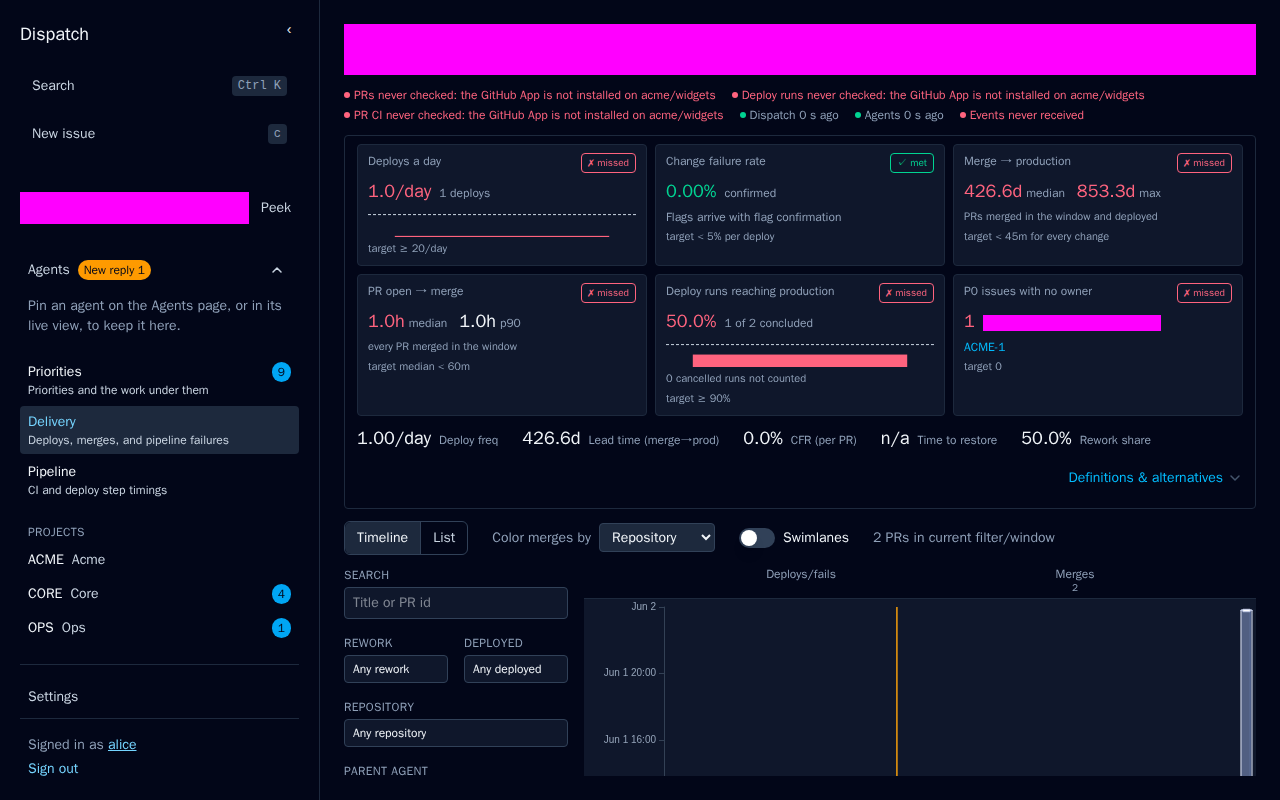 Dispatch
‹
Search
Ctrl K
New issue
C
Peek
Agents
New reply 1
Pin an agent on the Agents page, or in its
live view, to keep it here.
Priorities
Priorities and the work under them
9
Delivery
Deploys, merges, and pipeline failures
Pipeline
CI and deploy step timings
PROJECTS
ACME Acme
CORE Core
4
OPS Ops
1
Settings
Signed in as alice
Sign out
PRs never checked: the GitHub App is not installed on acme/widgets
Deploy runs never checked: the GitHub App is not installed on acme/widgets
PR CI never checked: the GitHub App is not installed on acme/widgets
Dispatch 0 s ago
Agents 0 s ago
Events never received
Deploys a day
✗ missed
1.0/day 1 deploys
target ≥ 20/day
Change failure rate
✓ met
0.00% confirmed
Flags arrive with flag confirmation
target < 5% per deploy
Merge → production
✗ missed
426.6d median 853.3d max
PRs merged in the window and deployed
target < 45m for every change
PR open → merge
✗ missed
1.0h median 1.0h p90
every PR merged in the window
target median < 60m
Deploy runs reaching production
✗ missed
50.0% 1 of 2 concluded
0 cancelled runs not counted
target ≥ 90%
P0 issues with no owner
✗ missed
1
ACME-1
target 0
1.00/day Deploy freq
426.6d Lead time (merge→prod)
0.0% CFR (per PR)
n/a Time to restore
50.0% Rework share
Definitions & alternatives
Timeline
List
Color merges by
Repository
Swimlanes
2 PRs in current filter/window
SEARCH
Title or PR id
REWORK
DEPLOYED
Any rework
Any deployed
REPOSITORY
Any repository
PARENT AGENT
Deploys/fails
Merges
2
Jun 2
Jun 1 20:00
Jun 1 16:00